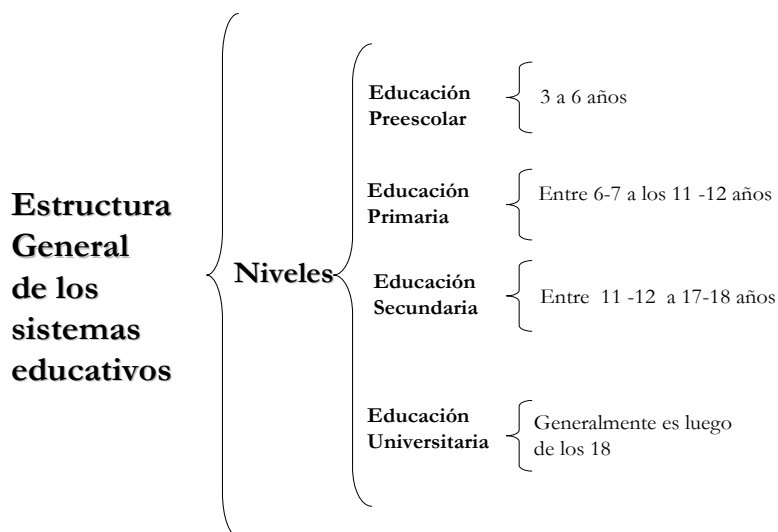 Estructura
General
de los
sistemas
educativos
Niveles
Educación
Preescolar
3 a 6 años
Educación
Primaria
Entre 6-7 a los 11 -12 años
Educación
Secundaria
Entre 11 -12 a 17-18 años
Educación
Universitaria
Generalmente es luego
de los 18